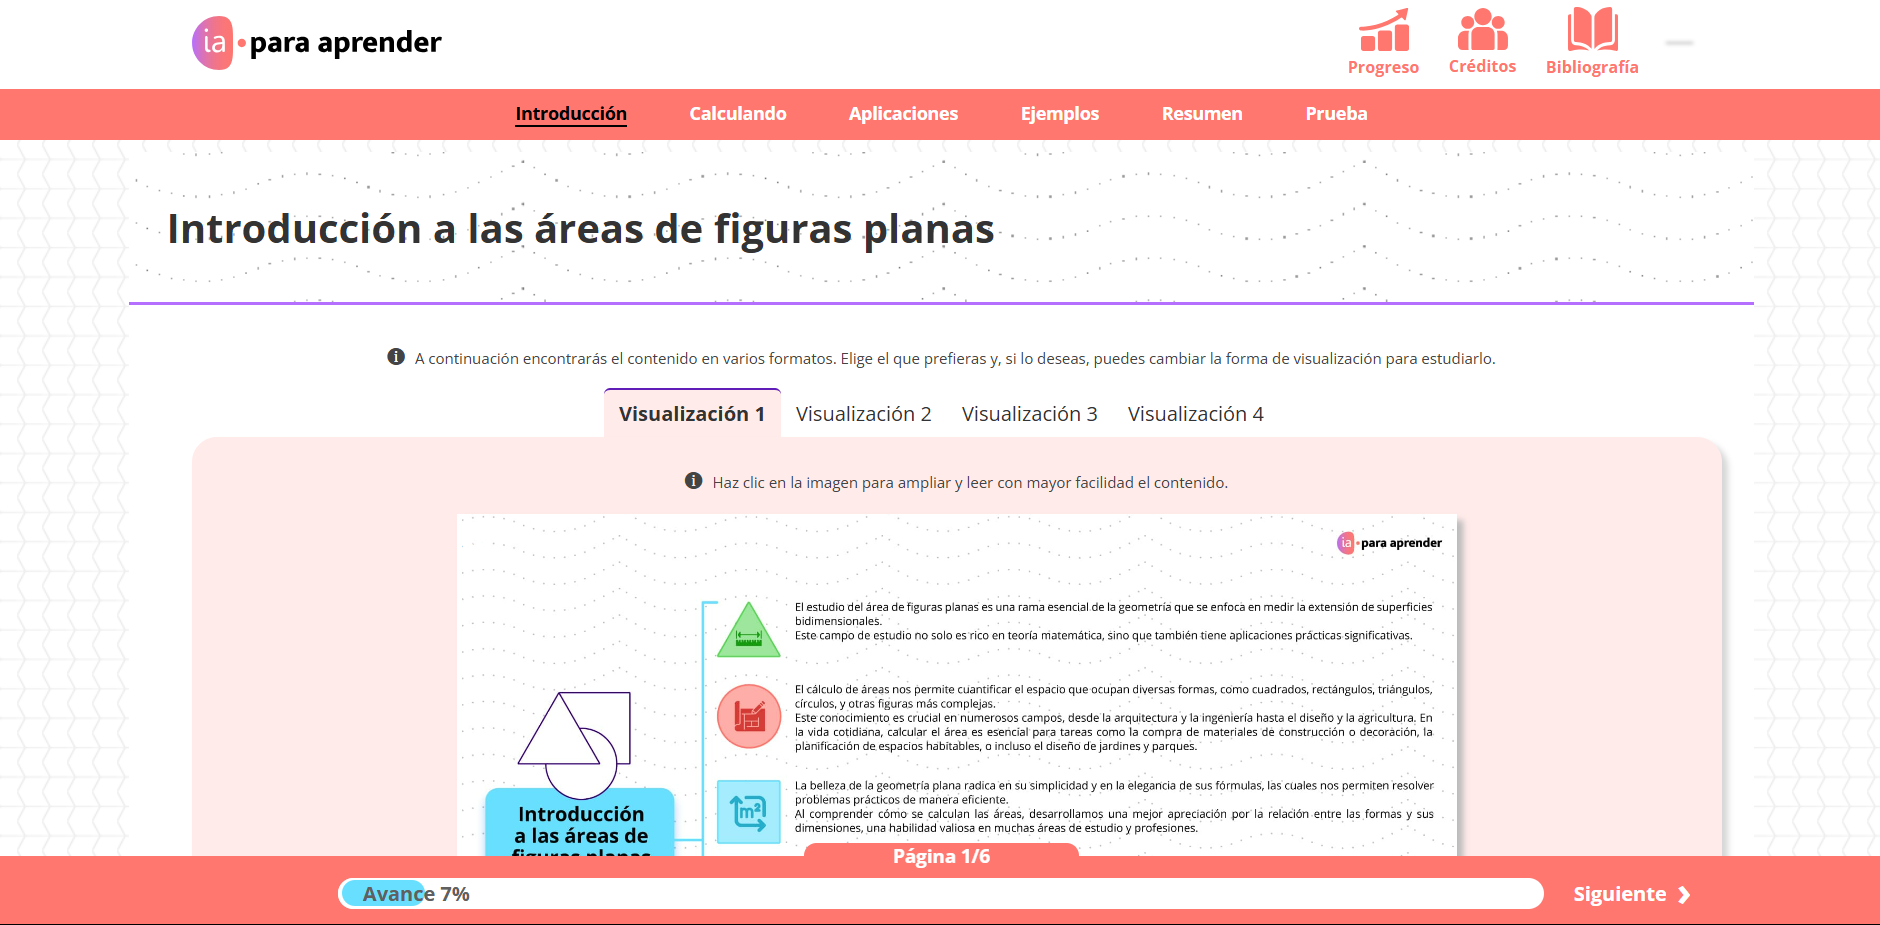 ia para aprender
Progreso
Créditos
Bibliografía
Introducción
Calculando
Aplicaciones
Ejemplos
Resumen
Prueba
Introducción a las áreas de figuras planas
A continuación encontrarás el contenido en varios formatos. Elige el que prefieras y, si lo deseas, puedes cambiar la forma de visualización para estudiarlo.
Visualización 1
Visualización 2
Visualización 3
Visualización 4
Haz clic en la imagen para ampliar y leer con mayor facilidad el contenido.
ia para aprender
El estudio del área de figuras planas es una rama esencial de la geometría que se enfoca en medir la extensión de superficies
bidimensionales.
Este campo de estudio no solo es rico en teoría matemática, sino que también tiene aplicaciones prácticas significativas.
El cálculo de áreas nos permite cuantificar el espacio que ocupan diversas formas, como cuadrados, rectángulos, triángulos,
círculos, y otras figuras más complejas.
Este conocimiento es crucial en numerosos campos, desde la arquitectura y la ingeniería hasta el diseño y la agricultura. En
la vida cotidiana, calcular el área es esencial para tareas como la compra de materiales de construcción o decoración, la
planificación de espacios habitables, o incluso el diseño de jardines y parques.
m²
La belleza de la geometría plana radica en su simplicidad y en la elegancia de sus fórmulas, las cuales nos permiten resolver
problemas prácticos de manera eficiente.
Al comprender cómo se calculan las áreas, desarrollamos una mejor apreciación por la relación entre las formas y sus
dimensiones, una habilidad valiosa en muchas áreas de estudio y profesiones.
Introducción
a las áreas de
figuras planas
Página 1/6
Avance 7%
Siguiente